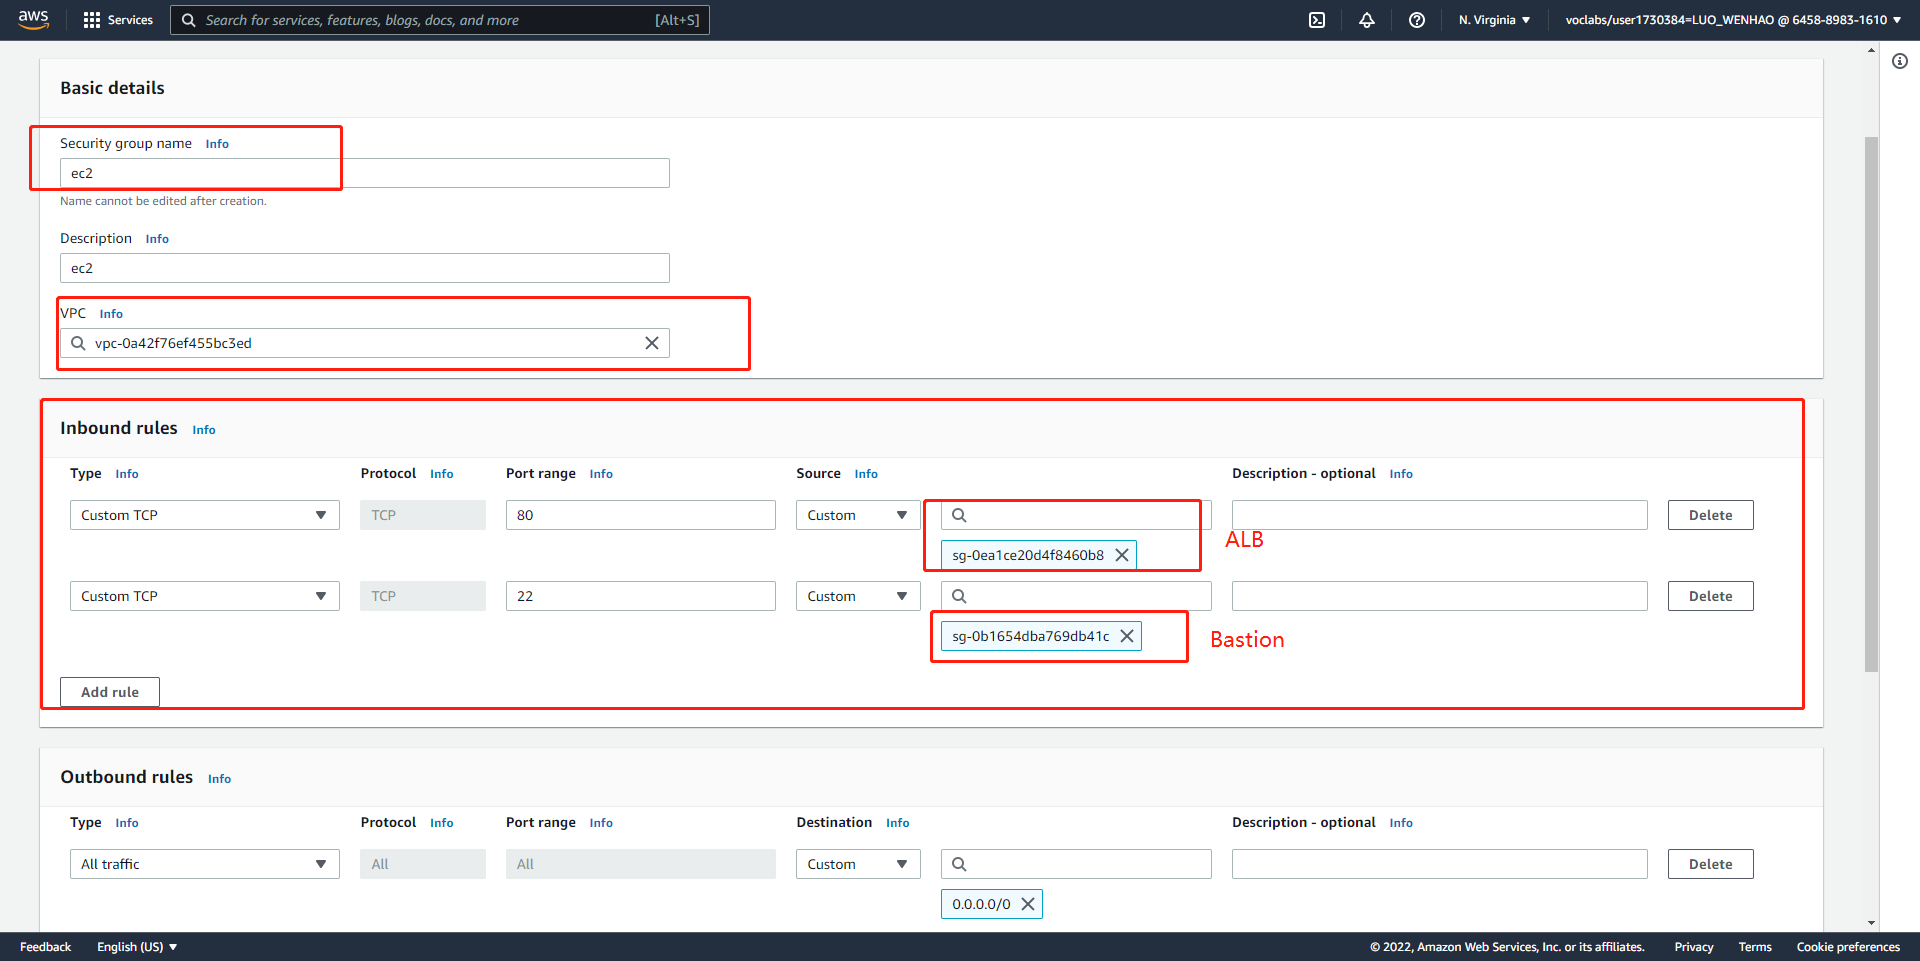 aws Services Search for services, features, blogs, docs, and more [Alt+S] N. Virginia voclabs/user1730384=LUO_WENHAO @ 6458-8983-1610
Basic details
Security group name Info
ec2
Name cannot be edited after creation.
Description Info
ec2
VPC Info
vpc-0a42f76ef455bc3ed
Inbound rules Info
Type Info Protocol Info Port range Info Source Info Description - optional Info
Custom TCP TCP 80 Custom Delete
sg-0ea1ce20d4f8460b8 ALB
Custom TCP TCP 22 Custom Delete
sg-0b1654dba769db41c Bastion
Add rule
Outbound rules Info
Type Info Protocol Info Port range Info Destination Info Description - optional Info
All traffic All All Custom Delete
0.0.0.0/0
Feedback English (US) © 2022, Amazon Web Services, Inc. or its affiliates. Privacy Terms Cookie preferences